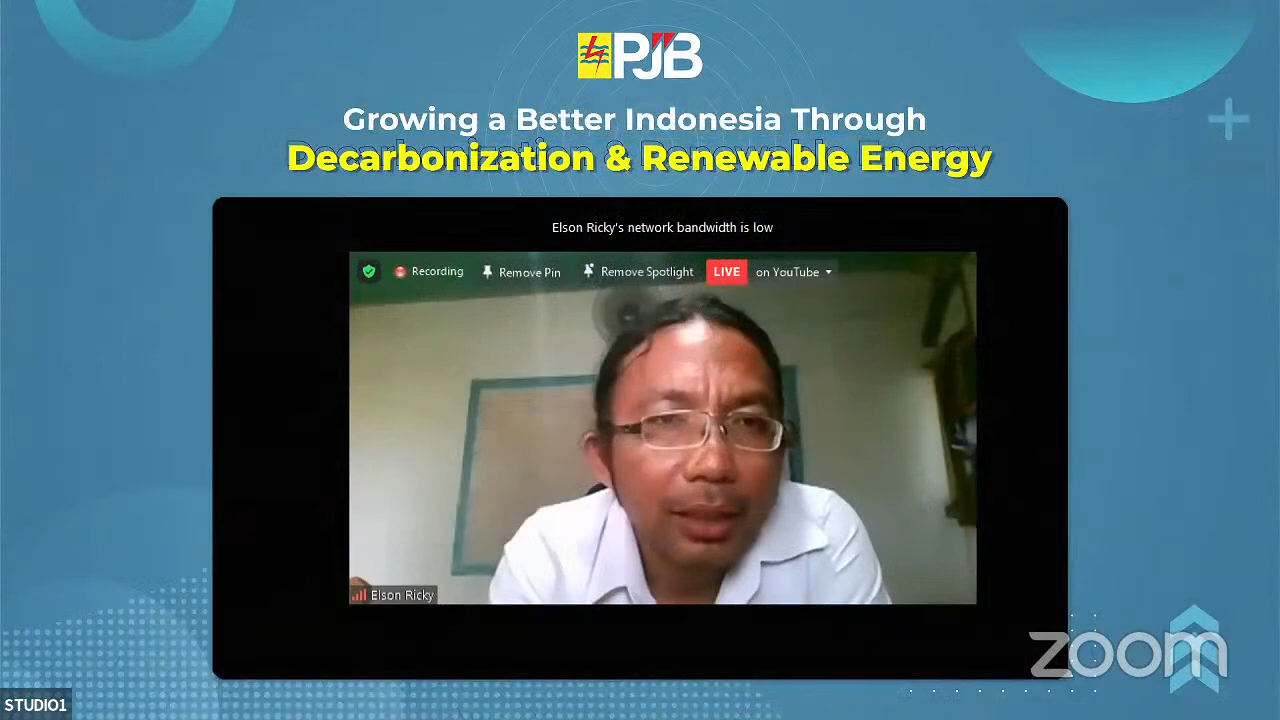 PJB
Growing a Better Indonesia Through
Decarbonization & Renewable Energy
Elson Ricky's network bandwidth is low
Recording
Remove Pin
Remove Spotlight
LIVE
on YouTube
Elson Ricky
zoom
STUDIO1